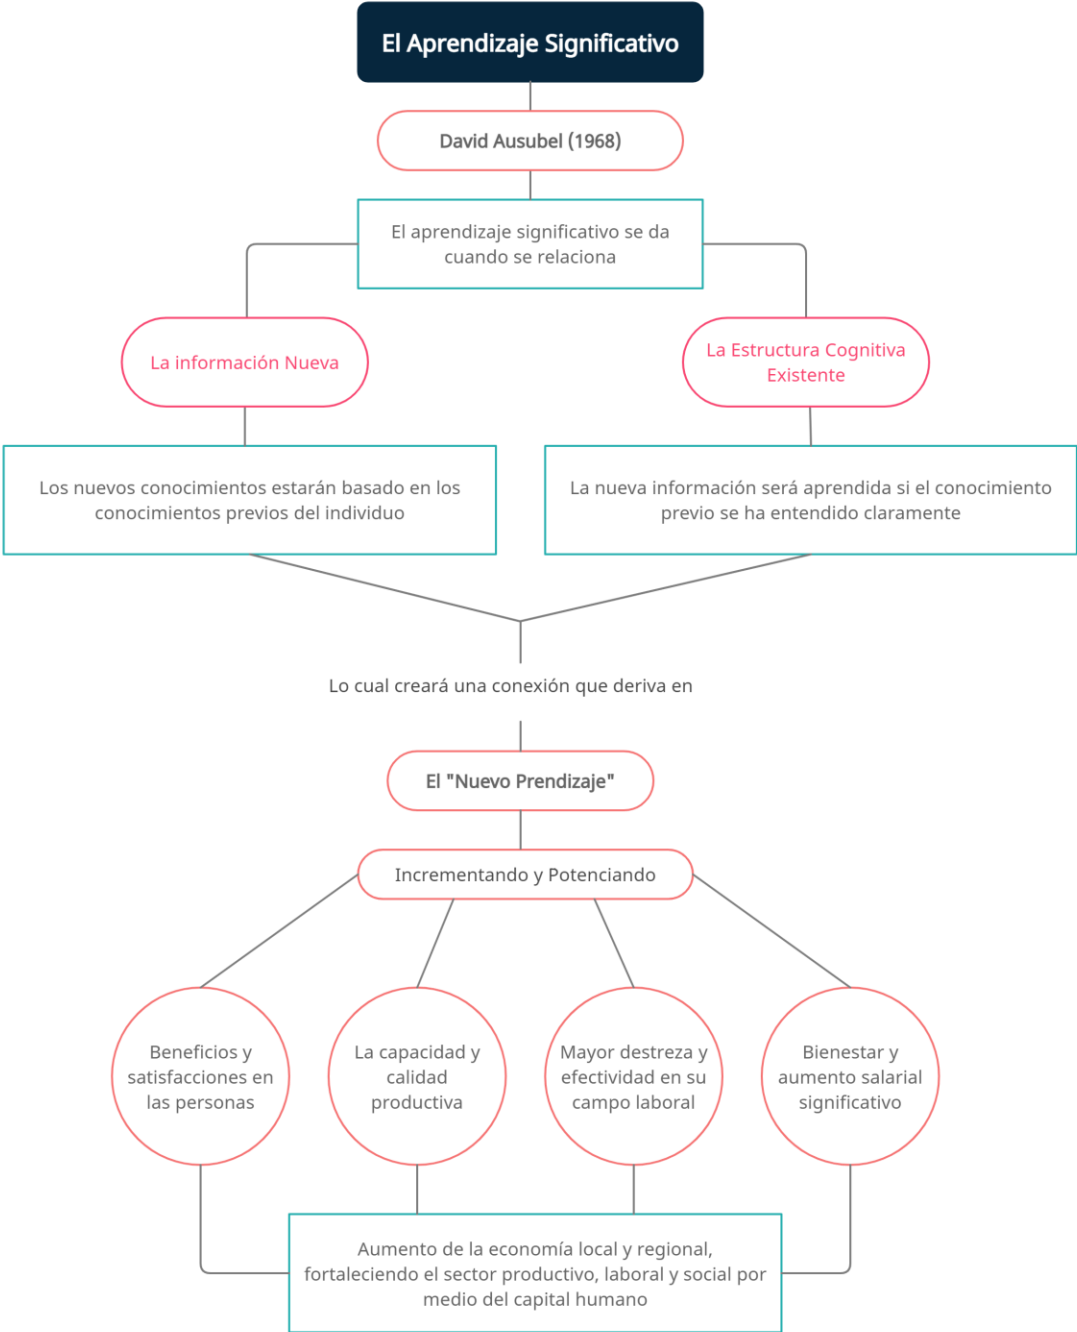 El Aprendizaje Significativo
David Ausubel (1968)
El aprendizaje significativo se da
cuando se relaciona
La información Nueva
La Estructura Cognitiva
Existente
Los nuevos conocimientos estarán basado en los
conocimientos previos del individuo
La nueva información será aprendida si el conocimiento
previo se ha entendido claramente
Lo cual creará una conexión que deriva en
El "Nuevo Prendizaje"
Incrementando y Potenciando
Beneficios y
satisfacciones en
las personas
La capacidad y
calidad
productiva
Mayor destreza y
efectividad en su
campo laboral
Bienestar y
aumento salarial
significativo
Aumento de la economía local y regional,
fortaleciendo el sector productivo, laboral y social por
medio del capital humano